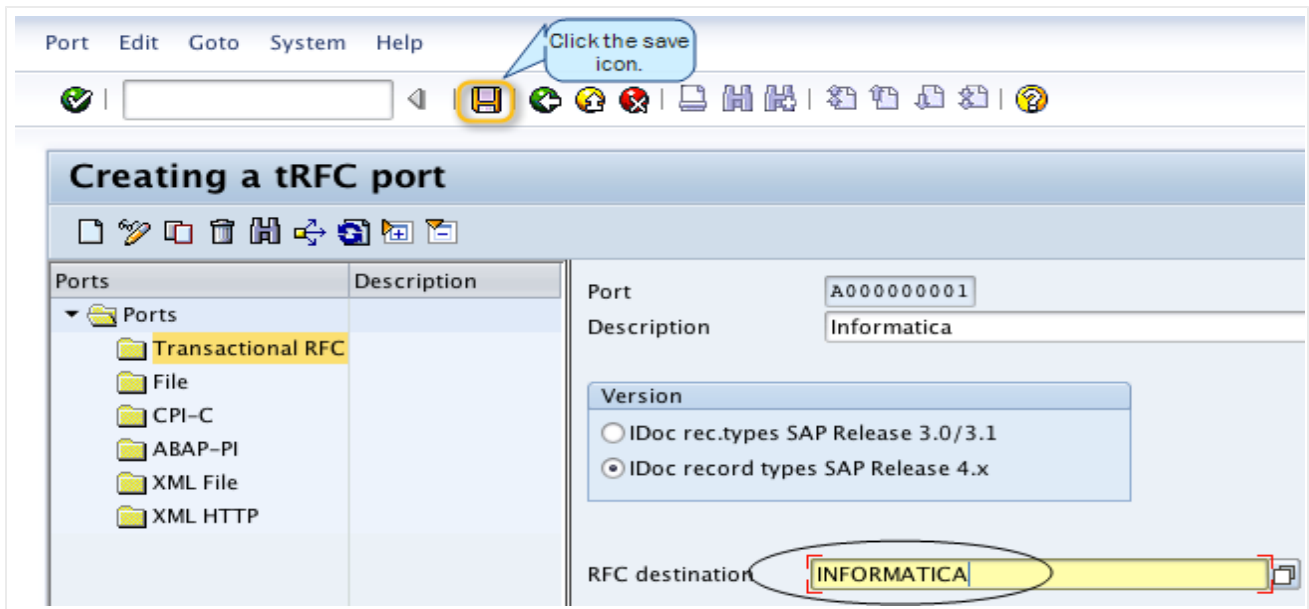 Port Edit Goto System Help
Click the save
icon.
Creating a tRFC port
Ports Description
Ports
Transactional RFC
File
CPI-C
ABAP-PI
XML File
XML HTTP
Port A000000001
Description Informatica
Version
IDoc rec.types SAP Release 3.0/3.1
IDoc record types SAP Release 4.x
RFC destination INFORMATICA